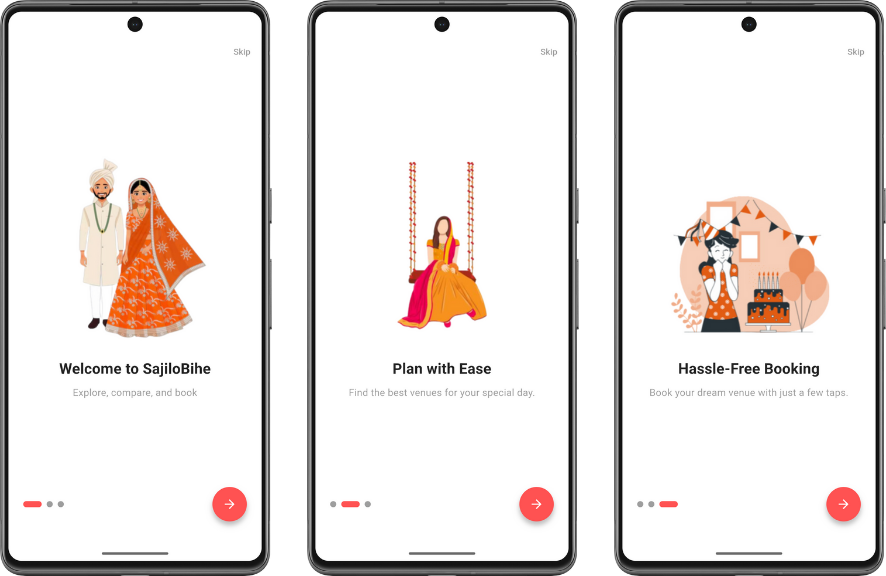 Skip
Welcome to SajiloBihe
Explore, compare, and book
Skip
Plan with Ease
Find the best venues for your special day.
Skip
Hassle-Free Booking
Book your dream venue with just a few taps.